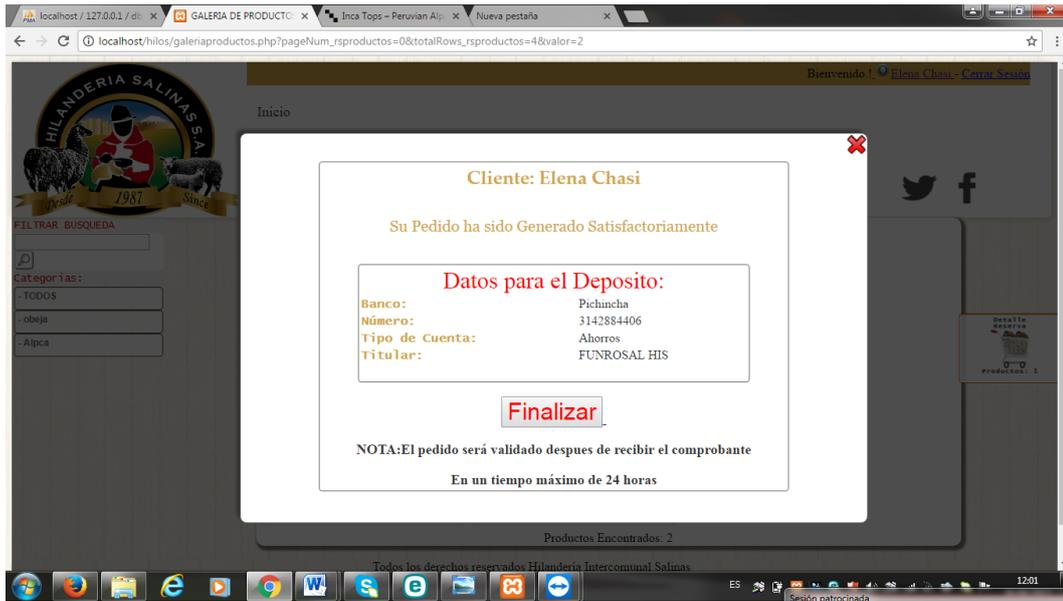 localhost / 127.0.0.1 / db
GALERIA DE PRODUCTO
Inca Tops – Peruvian Alp
Nueva pestaña
localhost/hilos/galeriaproductos.php?pageNum_rsproductos=0&totalRows_rsproductos=4&valor=2
HILANDERIA SALINAS S.A.
Desde 1987 Since
Bienvenido.! Elena Chasi - Cerrar Sesión
Inicio
FILTRAR BUSQUEDA
Categorias:
- TODOS
- obeja
- Alpca
Cliente: Elena Chasi
Su Pedido ha sido Generado Satisfactoriamente
Datos para el Deposito:
Banco: Pichincha
Número: 3142884406
Tipo de Cuenta: Ahorros
Titular: FUNROSAL HIS
Finalizar
NOTA:El pedido será validado despues de recibir el comprobante
En un tiempo máximo de 24 horas
Detalle
Reserva
Productos: 1
Productos Encontrados: 2
Todos los derechos reservados Hilandería Intercomunal Salinas
ES
12:01
Sesión patrocinada